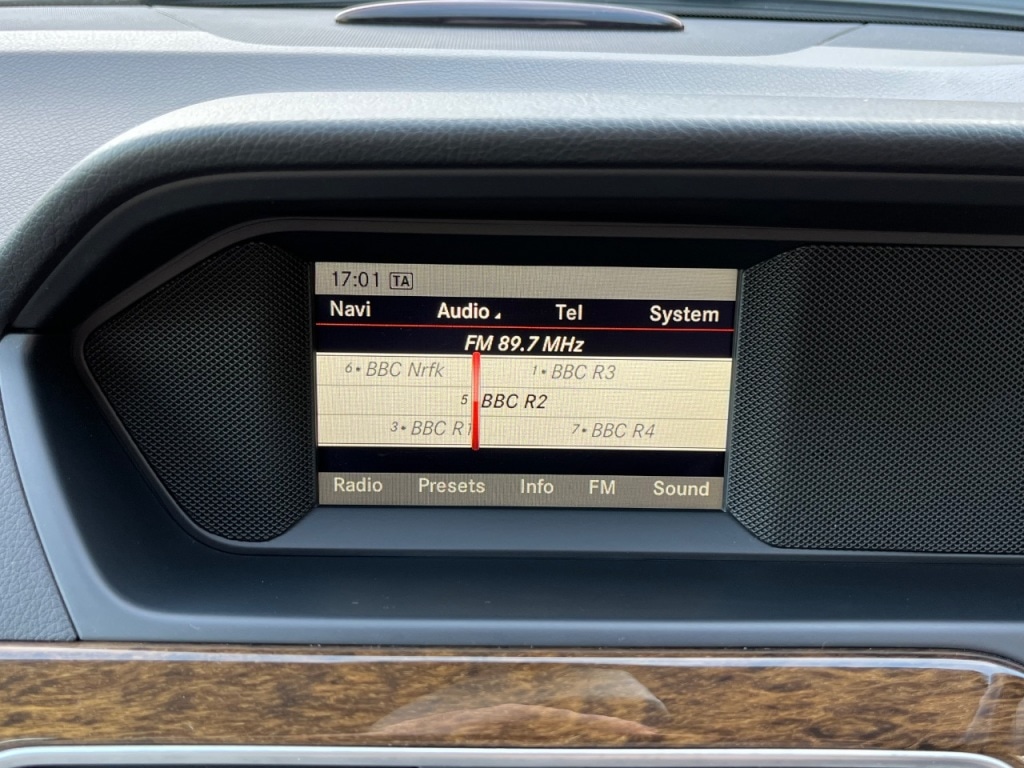 17:01 TA
Navi Audio Tel System
FM 89.7 MHz
6• BBC Nrfk 1• BBC R3
5 BBC R2
3• BBC R1 7• BBC R4
Radio Presets Info FM Sound